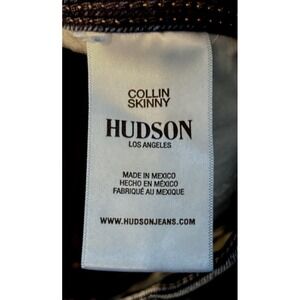 COLLIN
SKINNY
HUDSON
LOS ANGELES
MADE IN MEXICO
HECHO EN MÉXICO
FABRIQUÉ AU MEXIQUE
WWW.HUDSONJEANS.COM